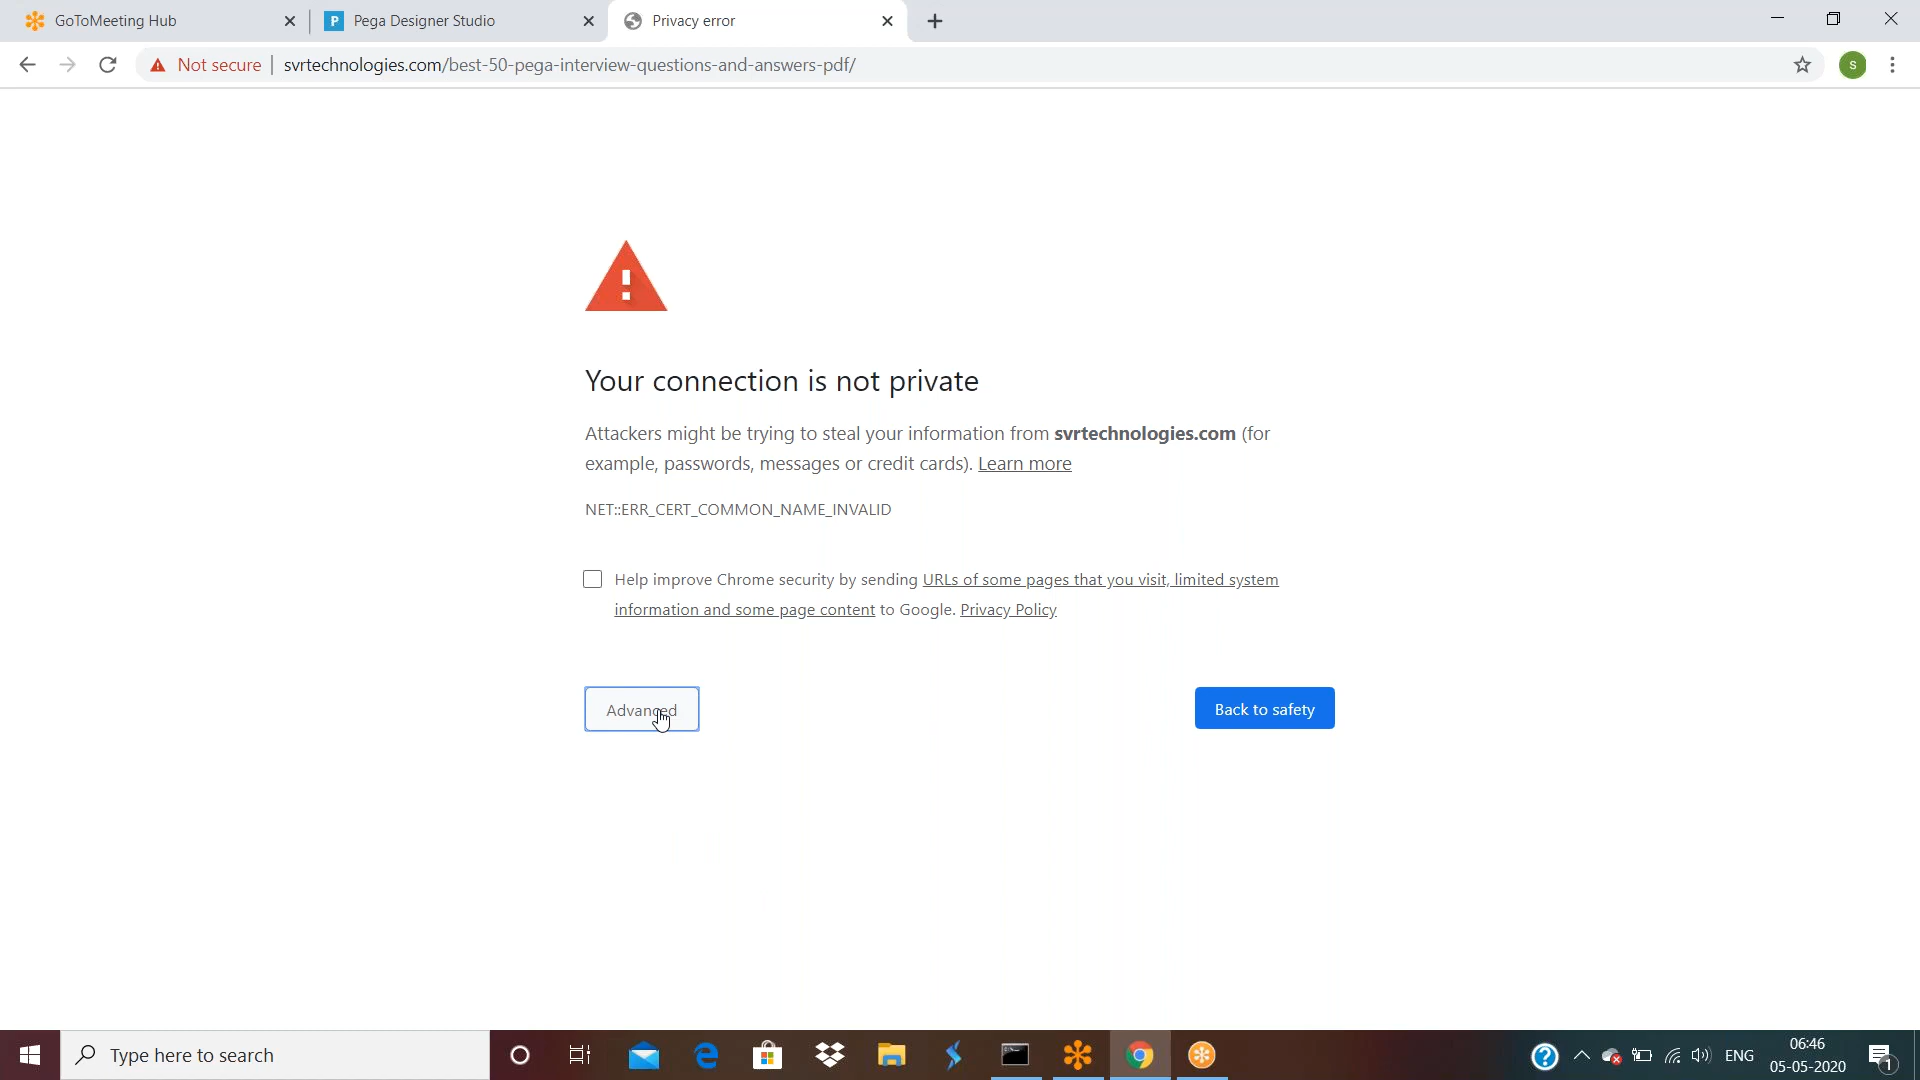 GoToMeeting Hub
Pega Designer Studio
Privacy error
Not secure
svrtechnologies.com/best-50-pega-interview-questions-and-answers-pdf/
s
Your connection is not private
Attackers might be trying to steal your information from svrtechnologies.com (for
example, passwords, messages or credit cards). Learn more
NET::ERR_CERT_COMMON_NAME_INVALID
Help improve Chrome security by sending URLs of some pages that you visit, limited system
information and some page content to Google. Privacy Policy
Advanced
Back to safety
Type here to search
ENG
06:46
05-05-2020
1